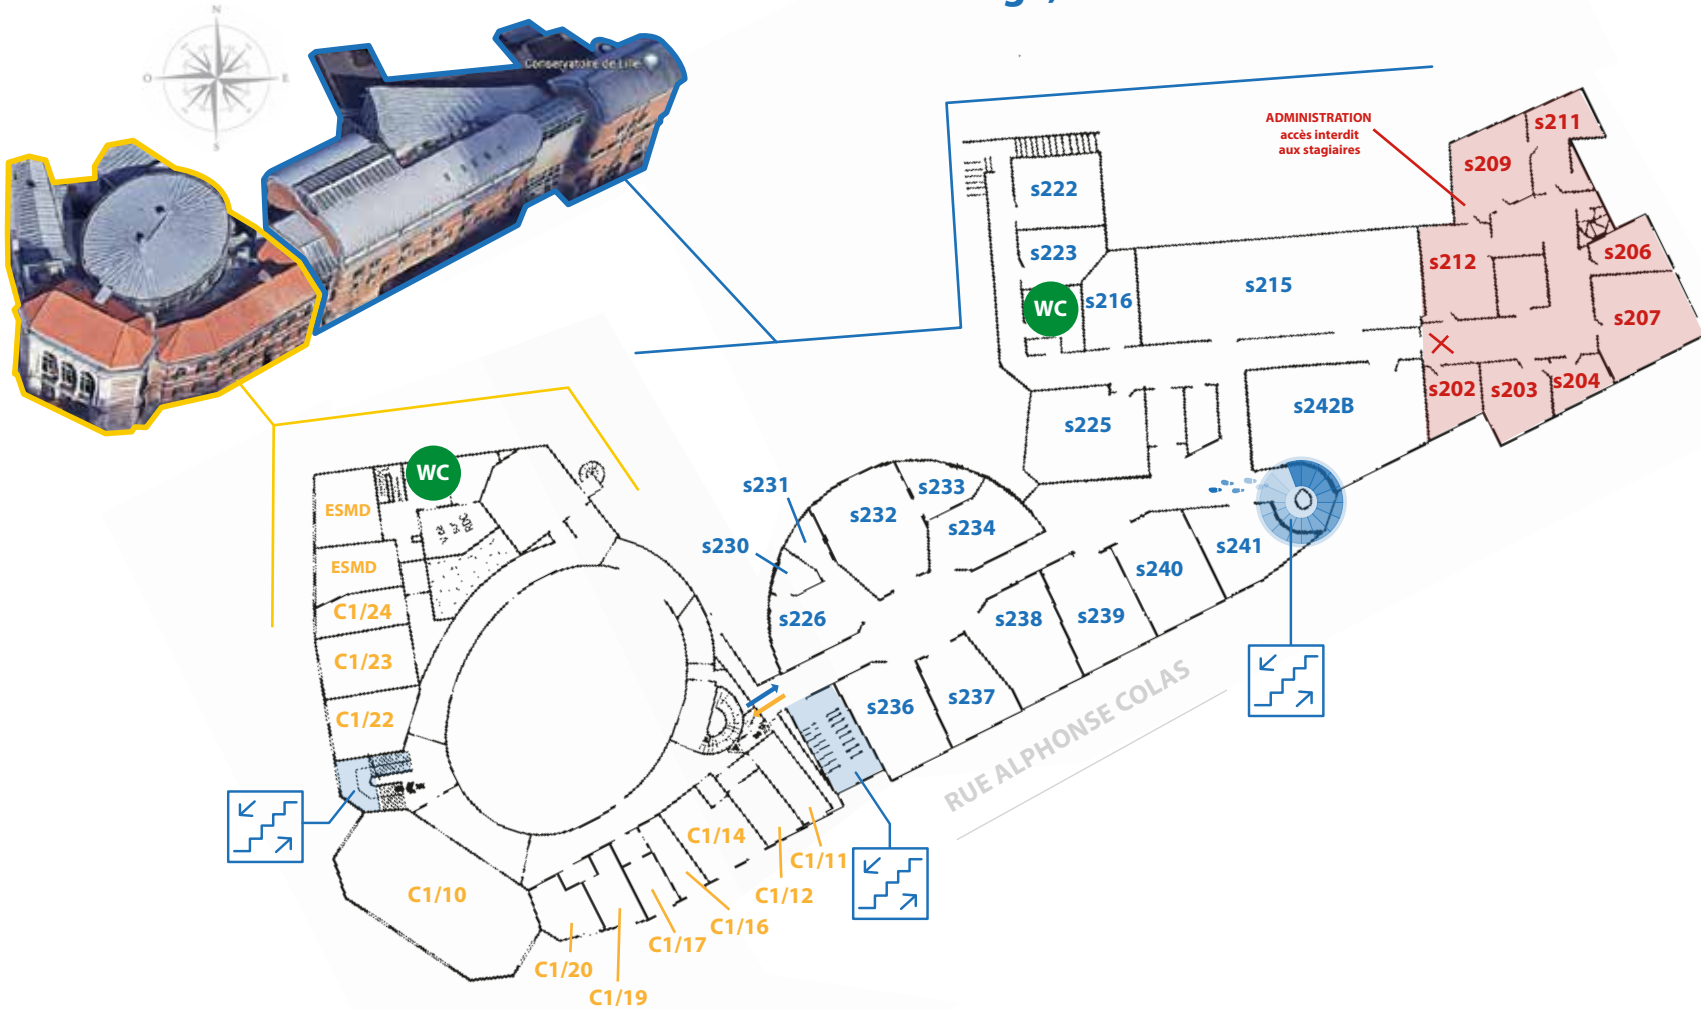 N
O
E
S
Conservatoire de Lille
ADMINISTRATION
accès interdit
aux stagiaires
s211
s209
s222
s223
s206
s212
WC
s216
s215
s207
s202
s203
s204
s242B
s225
WC
ESMD
ESMD
C1/24
C1/23
C1/22
s231
s230
s232
s233
s234
s226
s241
s240
s239
s238
s237
s236
RUE ALPHONSE COLAS
C1/14
C1/11
C1/12
C1/10
C1/16
C1/17
C1/20
C1/19